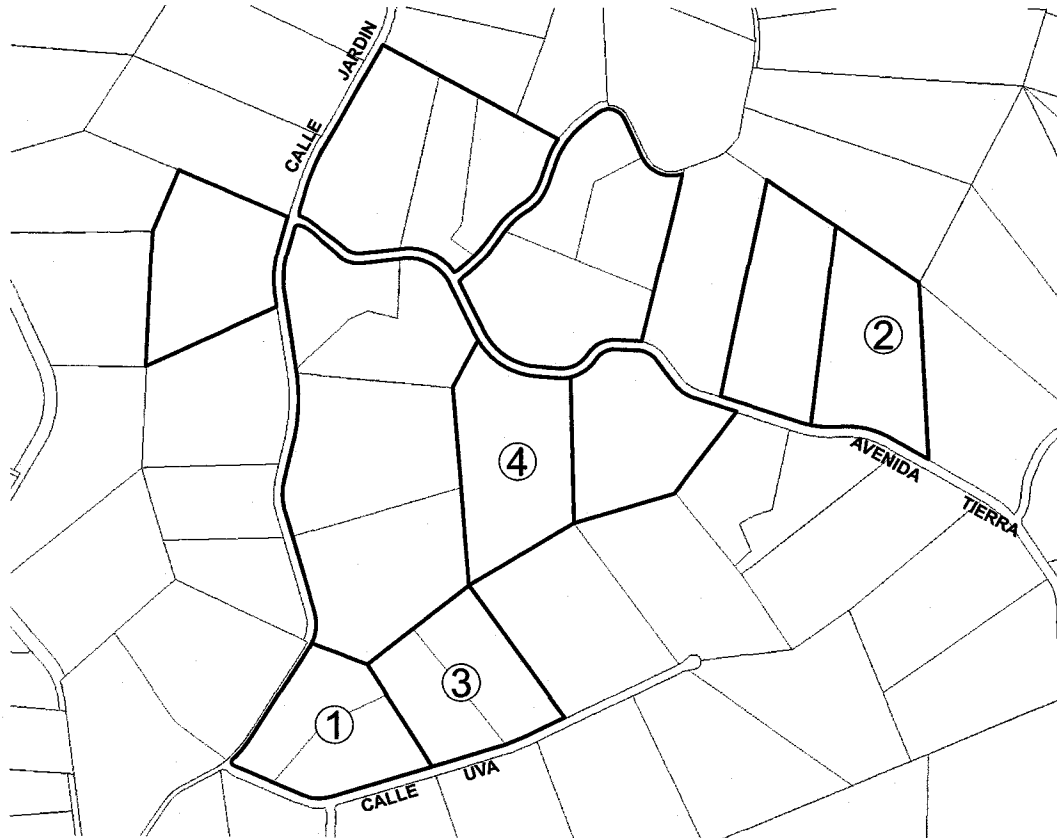 JARDIN
CALLE
②
④
AVENIDA
TIERRA
③
①
UVA
CALLE